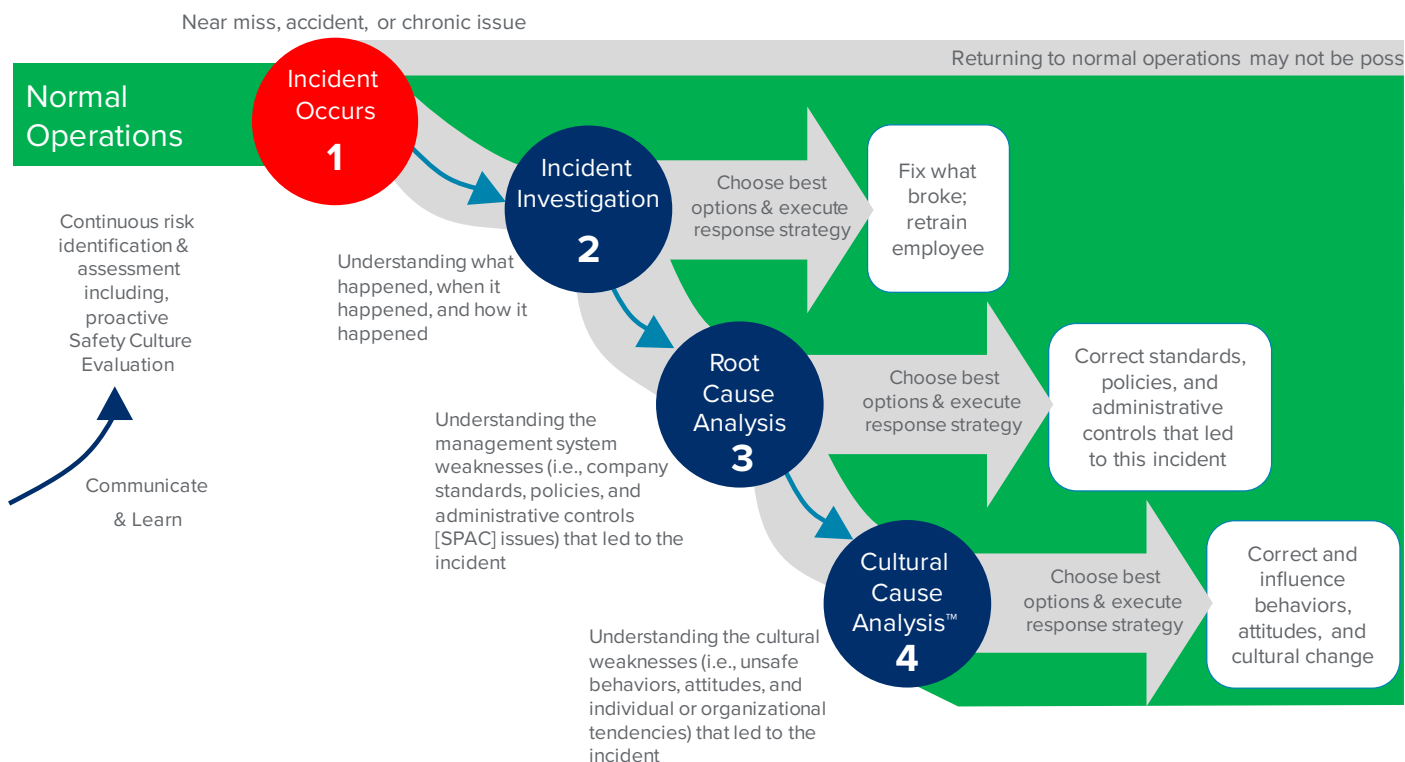 Near miss, accident, or chronic issue
Returning to normal operations may not be poss
Normal
Operations
Incident
Occurs
1
Continuous risk
identification &
assessment
including,
proactive
Safety Culture
Evaluation
Communicate
& Learn
Incident
Investigation
2
Understanding what
happened, when it
happened, and how it
happened
Choose best
options & execute
response strategy
Fix what
broke;
retrain
employee
Root
Cause
Analysis
3
Understanding the
management system
weaknesses (i.e., company
standards, policies, and
administrative controls
[SPAC] issues) that led to the
incident
Choose best
options & execute
response strategy
Correct standards,
policies, and
administrative
controls that led
to this incident
Cultural
Cause
Analysis™
4
Understanding the cultural
weaknesses (i.e., unsafe
behaviors, attitudes, and
individual or organizational
tendencies) that led to the
incident
Choose best
options & execute
response strategy
Correct and
influence
behaviors,
attitudes, and
cultural change